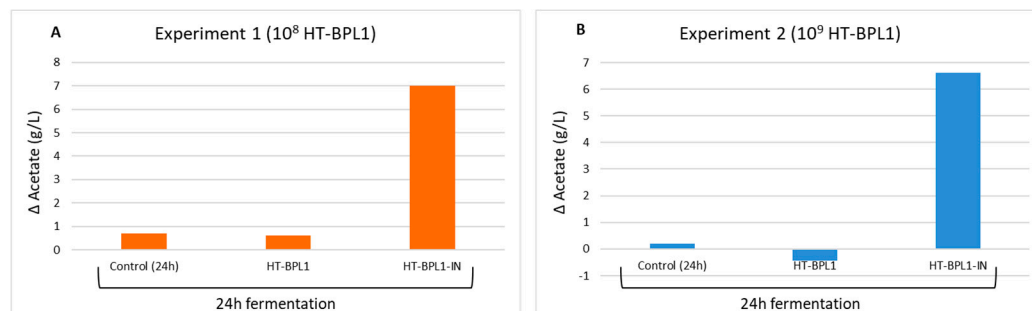 A
Experiment 1 (10⁸ HT-BPL1)
Δ Acetate (g/L)
8
7
6
5
4
3
2
1
0
Control (24h) HT-BPL1 HT-BPL1-IN
24h fermentation
B
Experiment 2 (10⁹ HT-BPL1)
Δ Acetate (g/L)
7
6
5
4
3
2
1
0
-1
Control (24h) HT-BPL1 HT-BPL1-IN
24h fermentation